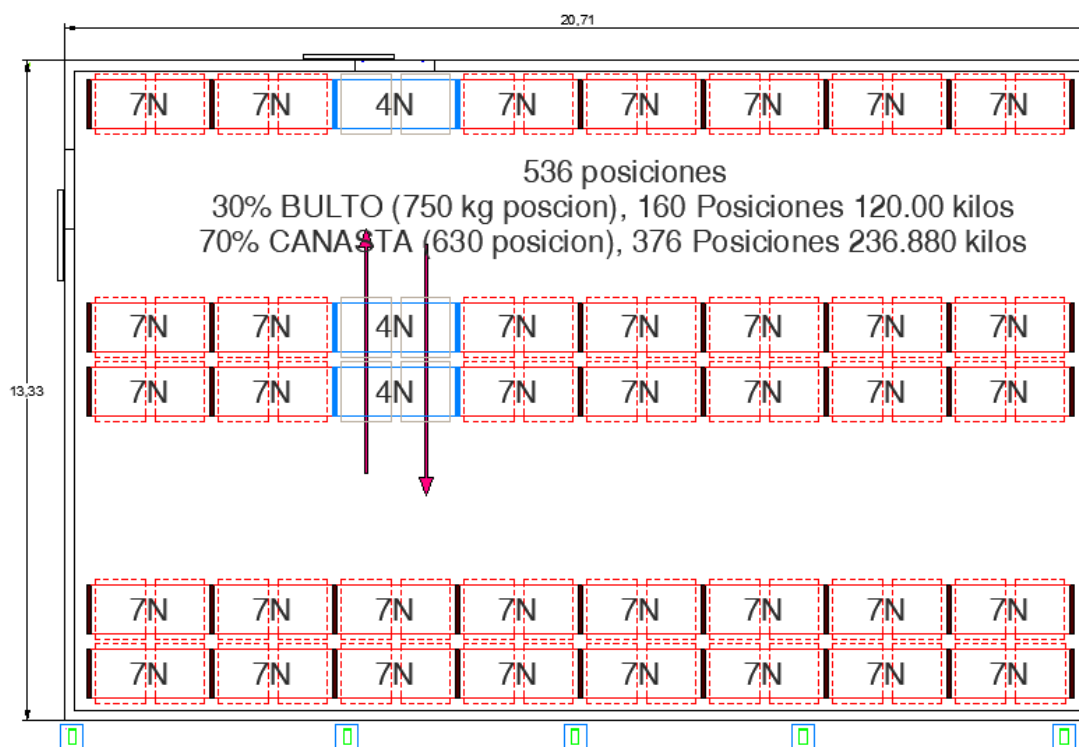 20,71
7N 7N 4N 7N 7N 7N 7N 7N
536 posiciones
30% BULTO (750 kg poscion), 160 Posiciones 120.00 kilos
70% CANASTA (630 posicion), 376 Posiciones 236.880 kilos
7N 7N 4N 7N 7N 7N 7N 7N
13,33
7N 7N 4N 7N 7N 7N 7N 7N
7N 7N 7N 7N 7N 7N 7N 7N
7N 7N 7N 7N 7N 7N 7N 7N